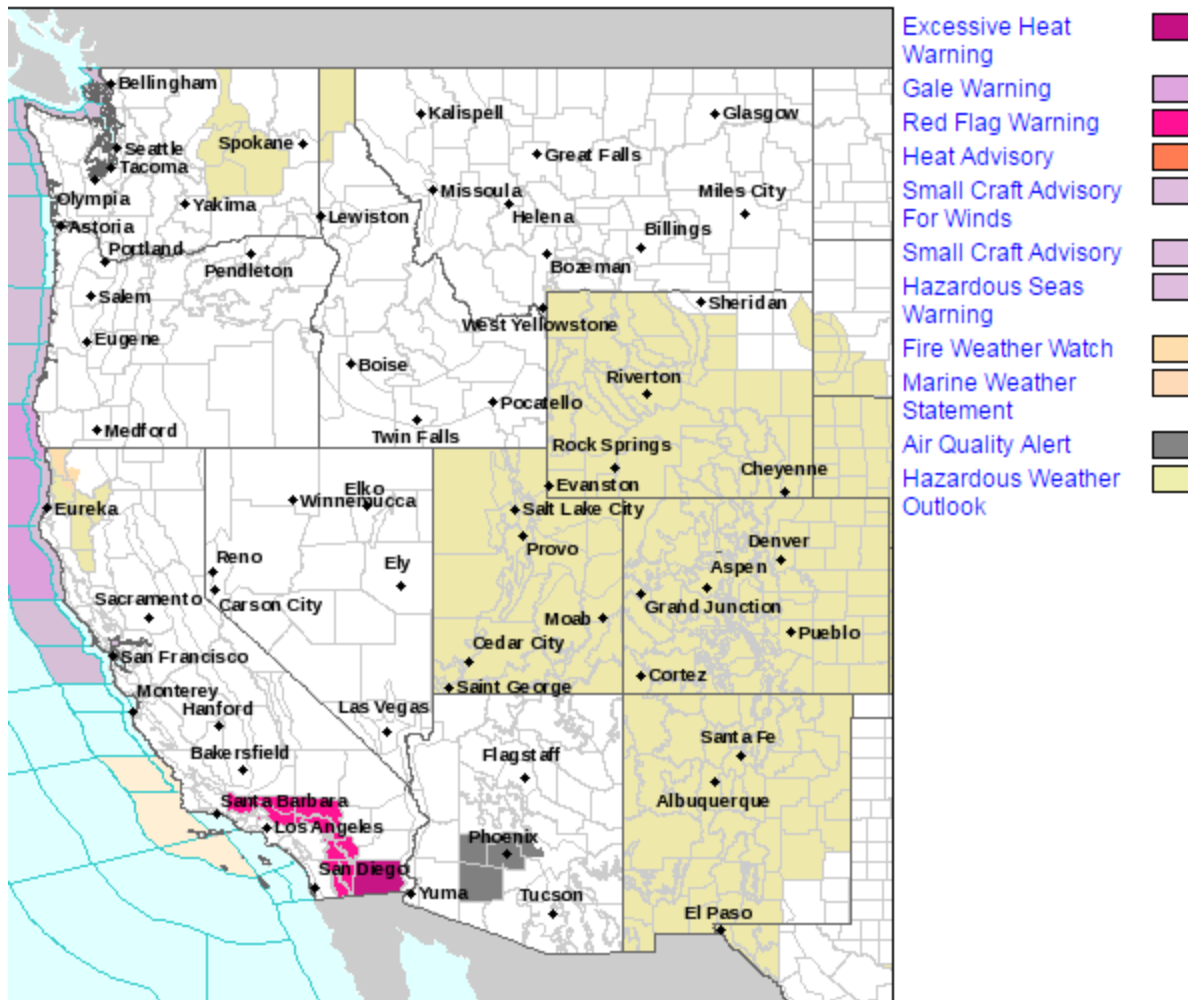 Bellingham
Seattle
Spokane
Tacoma
Olympia
Yakima
Astoria
Portland
Pendleton
Lewiston
Salem
Eugene
Medford
Kalispell
Glasgow
Great Falls
Missoula
Helena
Miles City
Billings
Bozeman
Sheridan
West Yellowstone
Boise
Riverton
Pocatello
Twin Falls
Rock Springs
Cheyenne
Evanston
Elko
Winnemucca
Eureka
Salt Lake City
Provo
Denver
Reno
Ely
Aspen
Sacramento
Carson City
Grand Junction
Moab
Pueblo
Cedar City
San Francisco
Cortez
Saint George
Monterey
Hanford
Las Vegas
Bakersfield
Flagstaff
Santa Fe
Albuquerque
Santa Barbara
Los Angeles
Phoenix
San Diego
Yuma
Tucson
El Paso
Excessive Heat
Warning
Gale Warning
Red Flag Warning
Heat Advisory
Small Craft Advisory
For Winds
Small Craft Advisory
Hazardous Seas
Warning
Fire Weather Watch
Marine Weather
Statement
Air Quality Alert
Hazardous Weather
Outlook